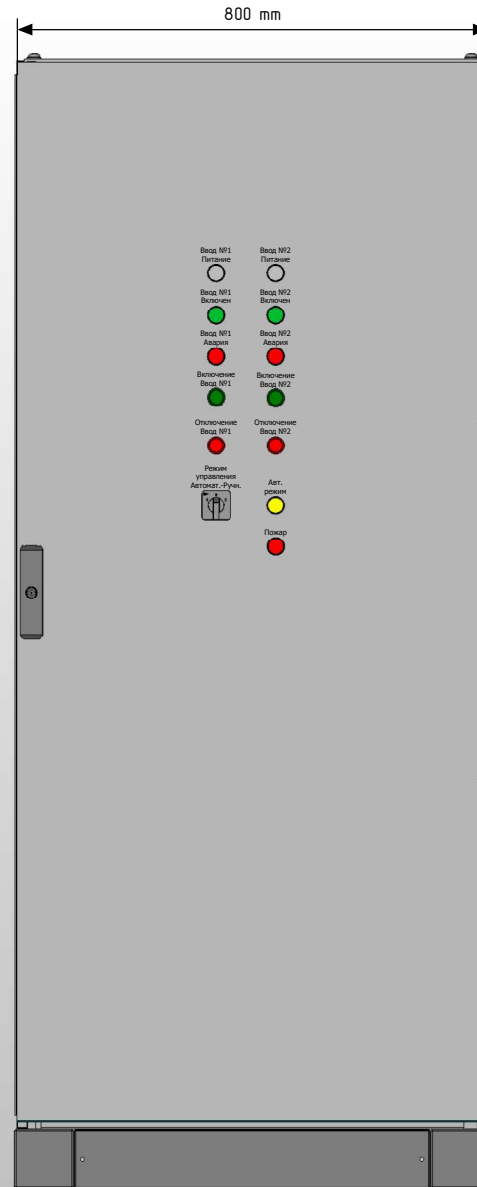 800 mm
Ввод №1
Питание
Ввод №2
Питание
Ввод №1
Включен
Ввод №2
Включен
Ввод №1
Авария
Ввод №2
Авария
Включение
Ввод №1
Включение
Ввод №2
Отключение
Ввод №1
Отключение
Ввод №2
Режим
управления
Автомат.-Ручн.
Авт.
режим
Пожар